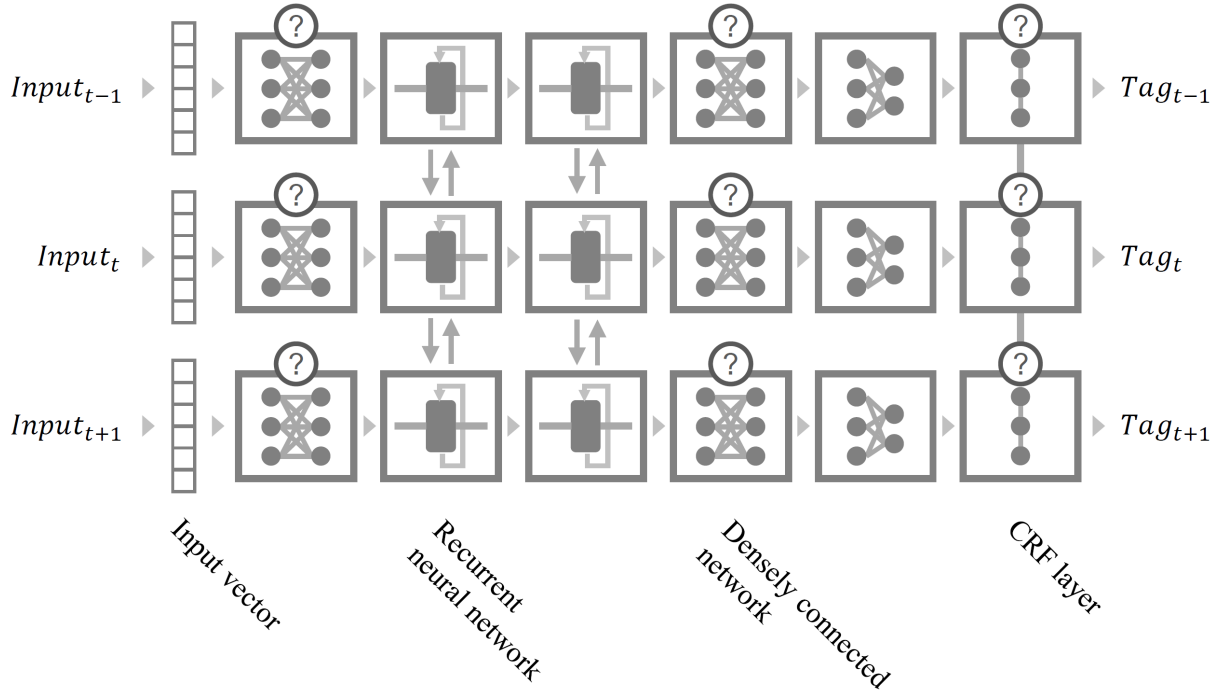 ? ? ?
Input_{t−1} Tag_{t−1}
? ? ?
Input_t Tag_t
? ? ?
Input_{t+1} Tag_{t+1}
Input vector
Recurrent
neural network
Densely connected
network
CRF layer